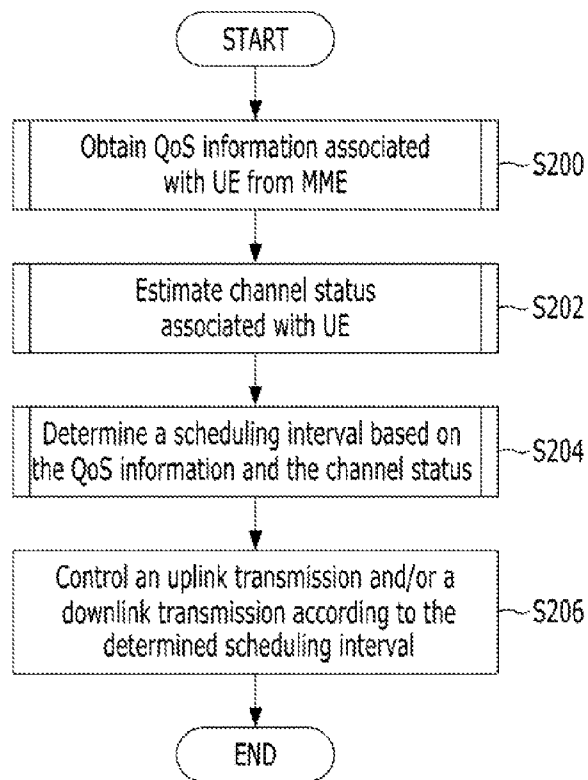 START
Obtain QoS information associated
with UE from MME
S200
Estimate channel status
associated with UE
S202
Determine a scheduling interval based on
the QoS information and the channel status
S204
Control an uplink transmission and/or a
downlink transmission according to the
determined scheduling interval
S206
END